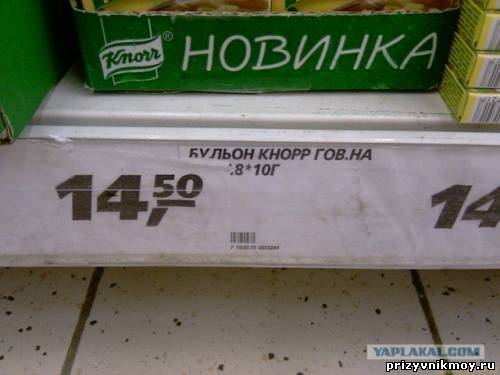 Knorr®
НОВИНКА
БУЛЬОН КНОРР ГОВ.НА
.8*10Г
14,50
14
YAPLAKAL.COM
prizyvnikmoy.ru